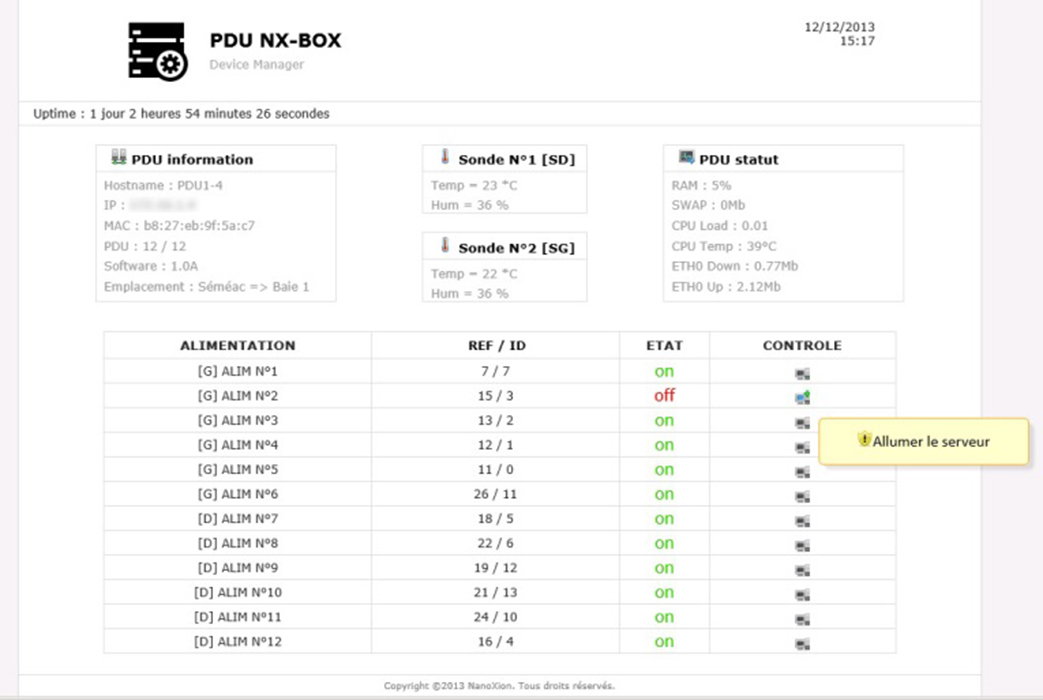 PDU NX-BOX
Device Manager
12/12/2013
15:17
Uptime : 1 jour 2 heures 54 minutes 26 secondes
PDU information
Hostname : PDU1-4
IP :
MAC : b8:27:eb:9f:5a:c7
PDU : 12 / 12
Software : 1.0A
Emplacement : Séméac => Baie 1
Sonde N°1 [SD]
Temp = 23 °C
Hum = 36 %
Sonde N°2 [SG]
Temp = 22 °C
Hum = 36 %
PDU statut
RAM : 5%
SWAP : 0Mb
CPU Load : 0.01
CPU Temp : 39°C
ETH0 Down : 0.77Mb
ETH0 Up : 2.12Mb
ALIMENTATION REF / ID ETAT CONTROLE
[G] ALIM N°1 7 / 7 on
[G] ALIM N°2 15 / 3 off
[G] ALIM N°3 13 / 2 on
[G] ALIM N°4 12 / 1 on
[G] ALIM N°5 11 / 0 on
[G] ALIM N°6 26 / 11 on
[D] ALIM N°7 18 / 5 on
[D] ALIM N°8 22 / 6 on
[D] ALIM N°9 19 / 12 on
[D] ALIM N°10 21 / 13 on
[D] ALIM N°11 24 / 10 on
[D] ALIM N°12 16 / 4 on
Allumer le serveur
Copyright ©2013 NanoXion. Tous droits réservés.